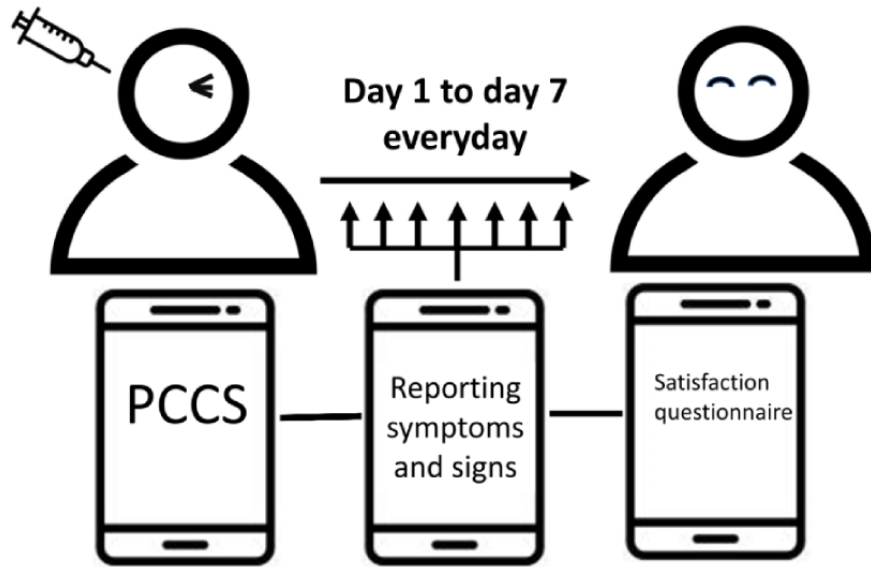 Day 1 to day 7
everyday
PCCS
Reporting
symptoms
and signs
Satisfaction
questionnaire